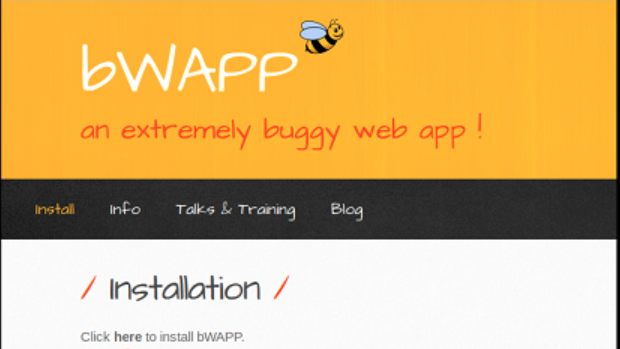 bWAPP
an extremely buggy web app !
Install Info Talks & Training Blog
/ Installation /
Click here to install bWAPP.